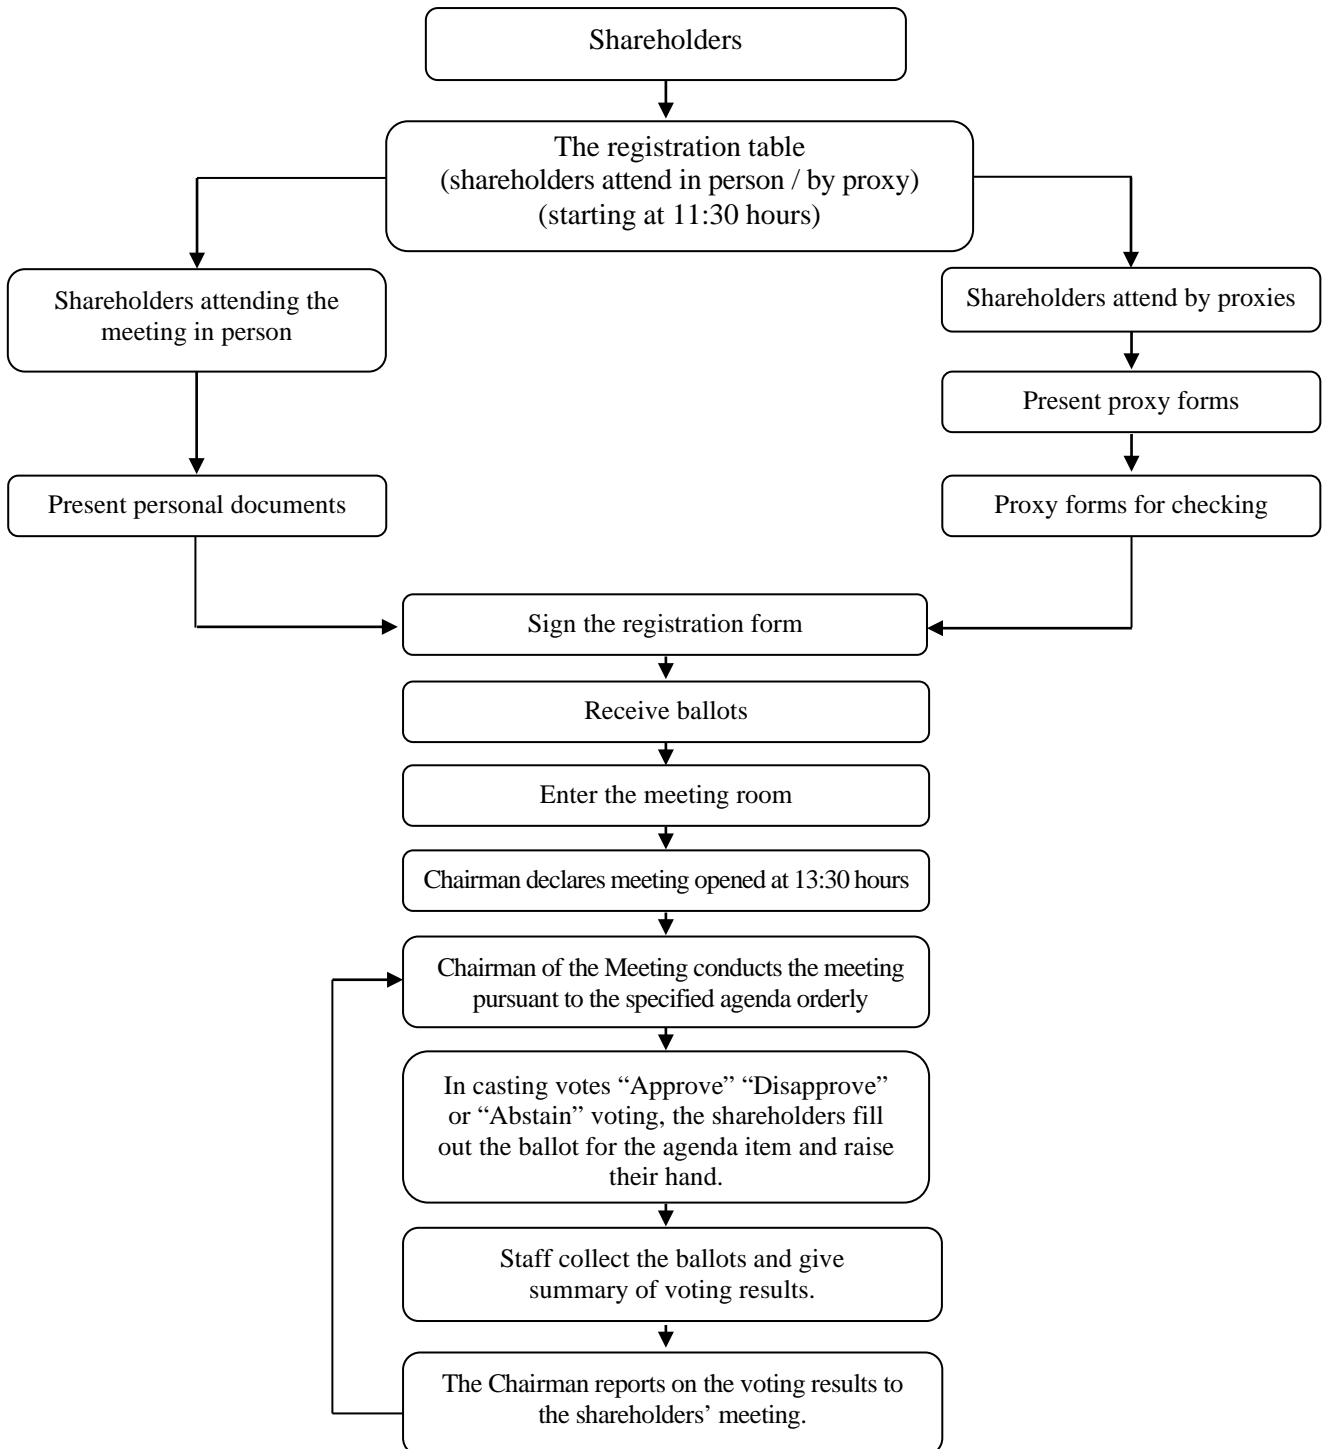 Shareholders
The registration table
(shareholders attend in person / by proxy)
(starting at 11:30 hours)
Shareholders attending the
meeting in person
Shareholders attend by proxies
Present proxy forms
Present personal documents
Proxy forms for checking
Sign the registration form
Receive ballots
Enter the meeting room
Chairman declares meeting opened at 13:30 hours
Chairman of the Meeting conducts the meeting
pursuant to the specified agenda orderly
In casting votes “Approve” “Disapprove”
or “Abstain” voting, the shareholders fill
out the ballot for the agenda item and raise
their hand.
Staff collect the ballots and give
summary of voting results.
The Chairman reports on the voting results to
the shareholders’ meeting.